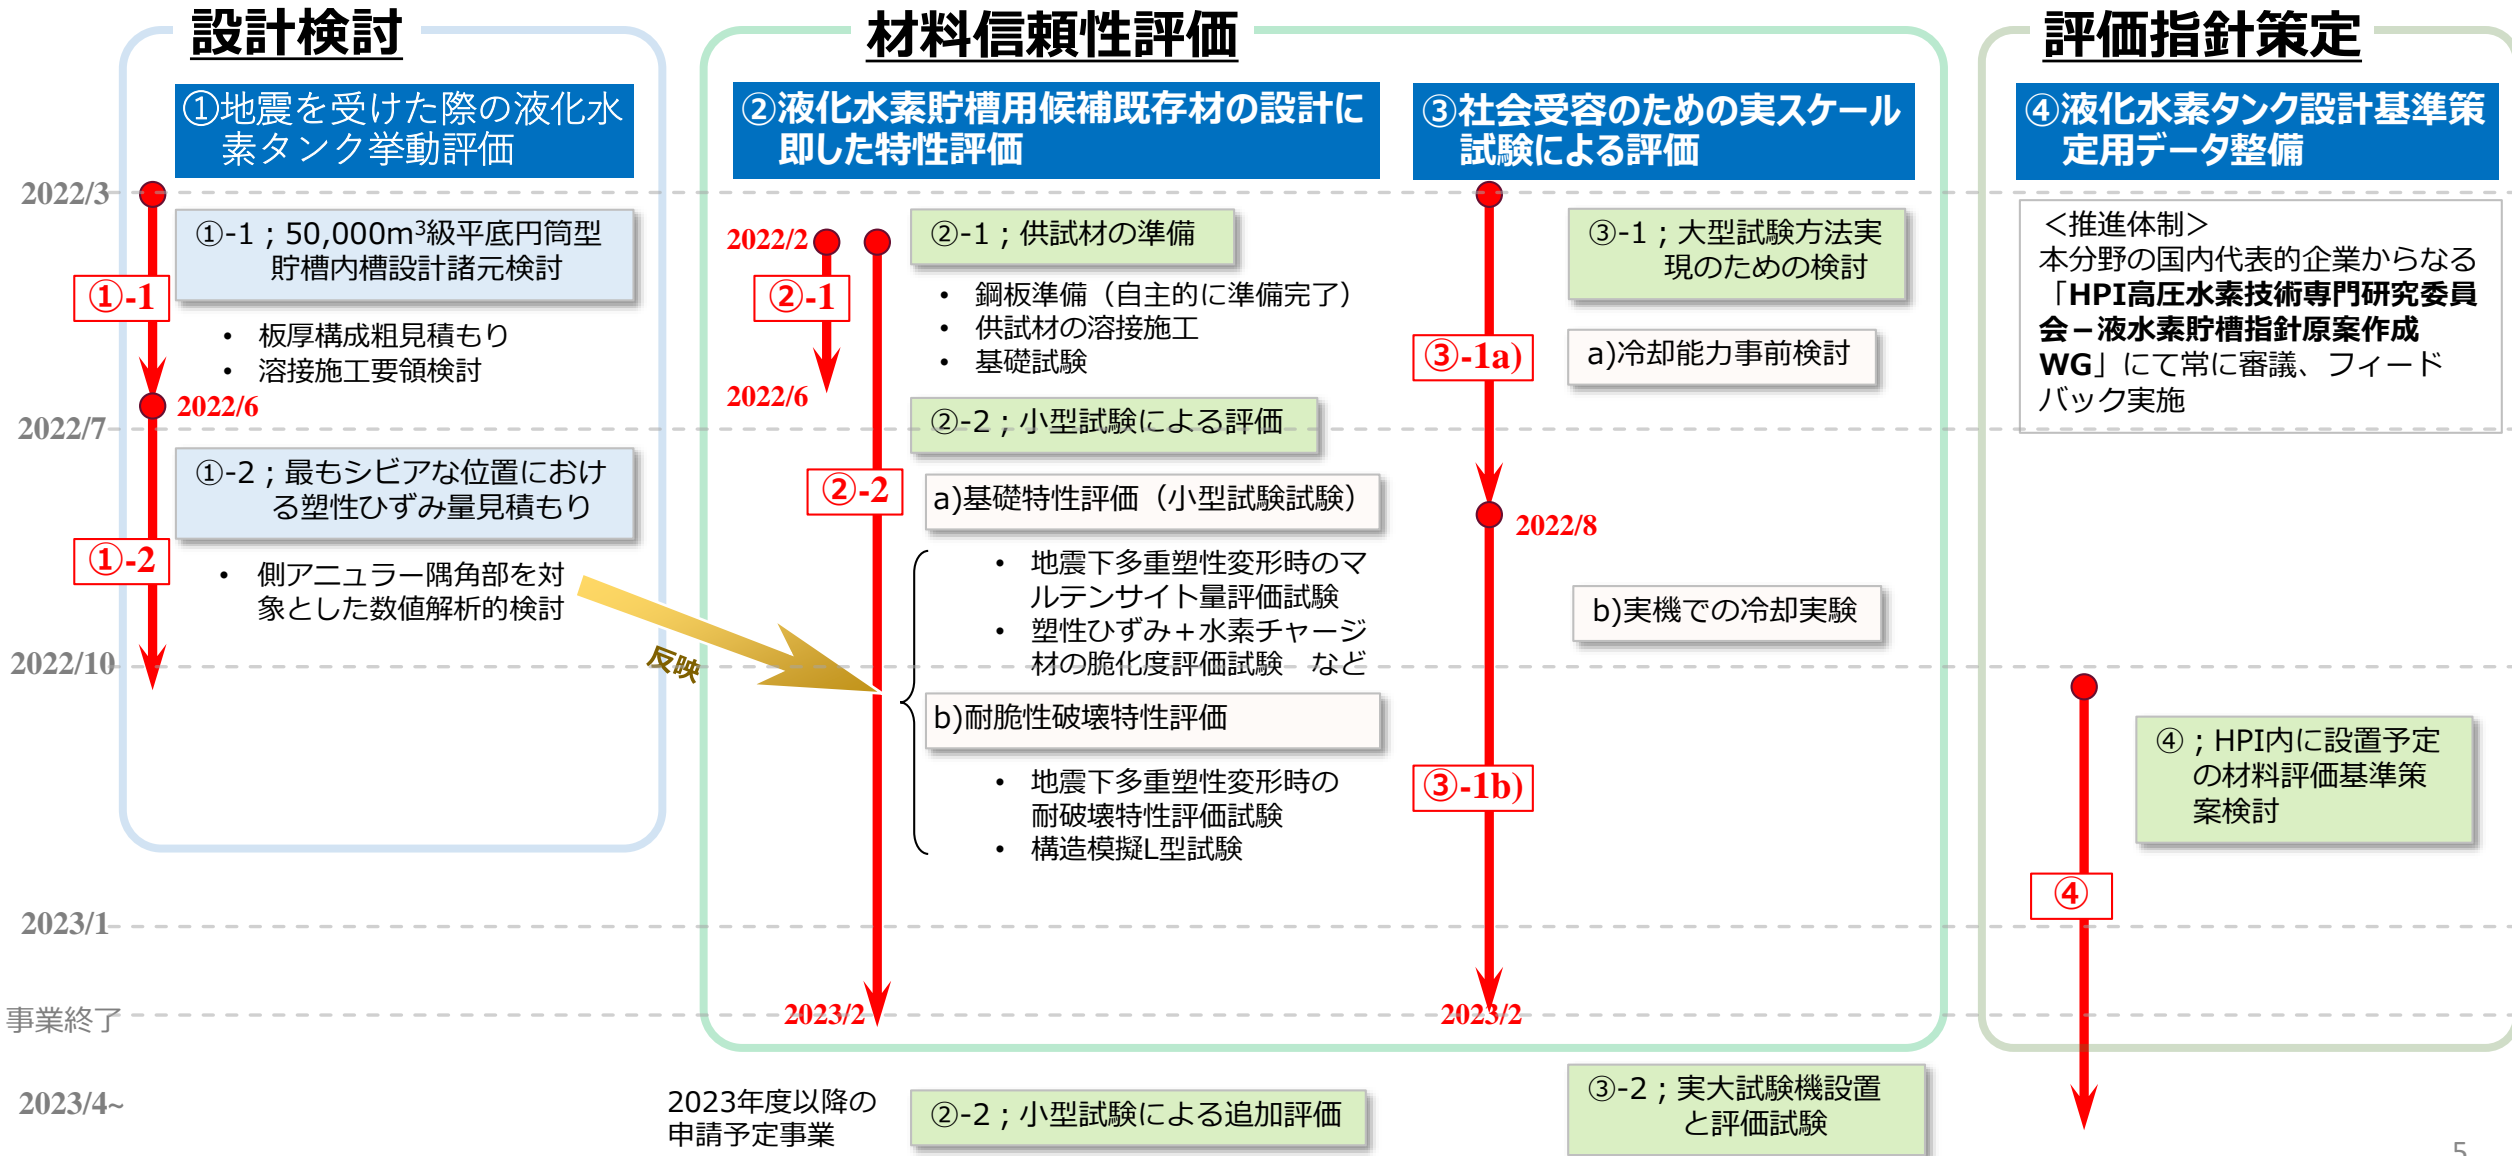 設計検討
①地震を受けた際の液化水
素タンク挙動評価
2022/3
①-1；50,000m³級平底円筒型
貯槽内槽設計諸元検討
①-1
• 板厚構成粗見積もり
• 溶接施工要領検討
2022/6
2022/7
①-2；最もシビアな位置におけ
る塑性ひずみ量見積もり
①-2
• 側アニュラー隅角部を対
象とした数値解析的検討
反映
2022/10
2023/1
事業終了
2023/4~
材料信頼性評価
②液化水素貯槽用候補既存材の設計に
即した特性評価
2022/2
②-1
2022/6
②-1；供試材の準備
• 鋼板準備（自主的に準備完了）
• 供試材の溶接施工
• 基礎試験
②-2；小型試験による評価
②-2
a)基礎特性評価（小型試験試験）
• 地震下多重塑性変形時のマ
ルテンサイト量評価試験
• 塑性ひずみ＋水素チャージ
材の脆化度評価試験　など
b)耐脆性破壊特性評価
• 地震下多重塑性変形時の
耐破壊特性評価試験
• 構造模擬L型試験
2023/2
2023年度以降の
申請予定事業
②-2；小型試験による追加評価
③社会受容のための実スケール
試験による評価
③-1；大型試験方法実
現のための検討
③-1a)
a)冷却能力事前検討
2022/8
b)実機での冷却実験
③-1b)
2023/2
③-2；実大試験機設置
と評価試験
評価指針策定
④液化水素タンク設計基準策
定用データ整備
＜推進体制＞
本分野の国内代表的企業からなる
「HPI高圧水素技術専門研究委員
会－液水素貯槽指針原案作成
WG」にて常に審議、フィード
バック実施
④；HPI内に設置予定
の材料評価基準策
案検討
④
5